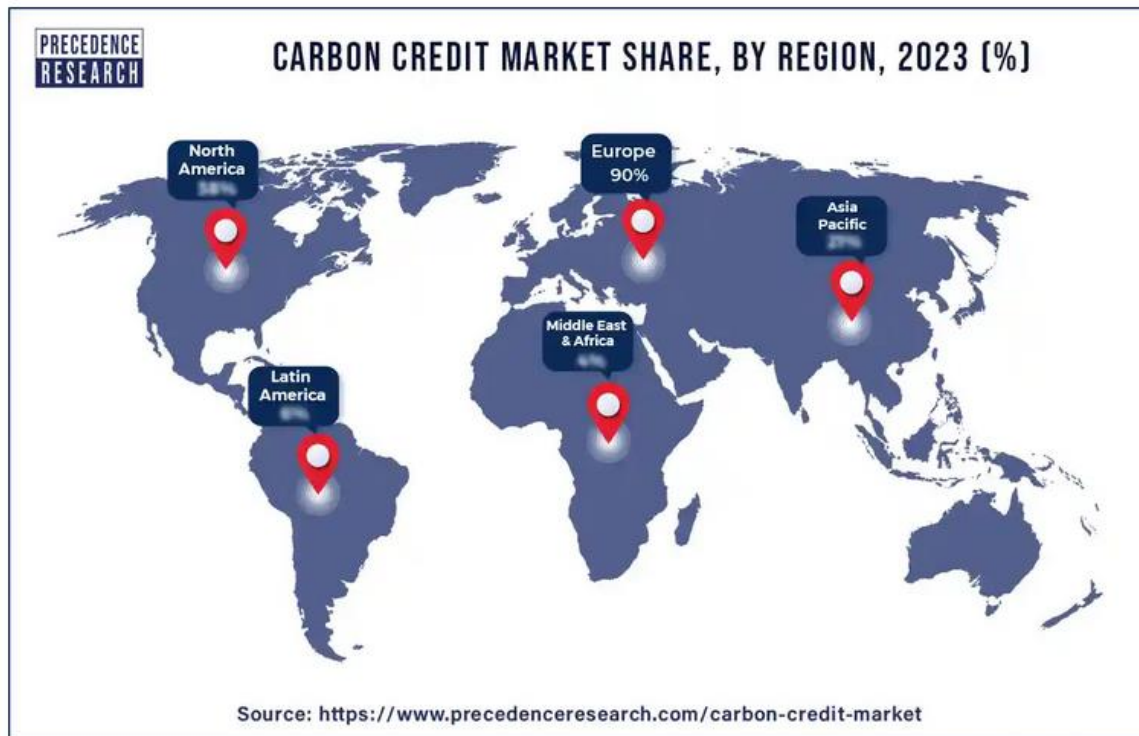 PRECEDENCE
RESEARCH
CARBON CREDIT MARKET SHARE, BY REGION, 2023 (%)
North
America
Europe
90%
Asia
Pacific
Middle East
& Africa
Latin
America
Source: https://www.precedenceresearch.com/carbon-credit-market